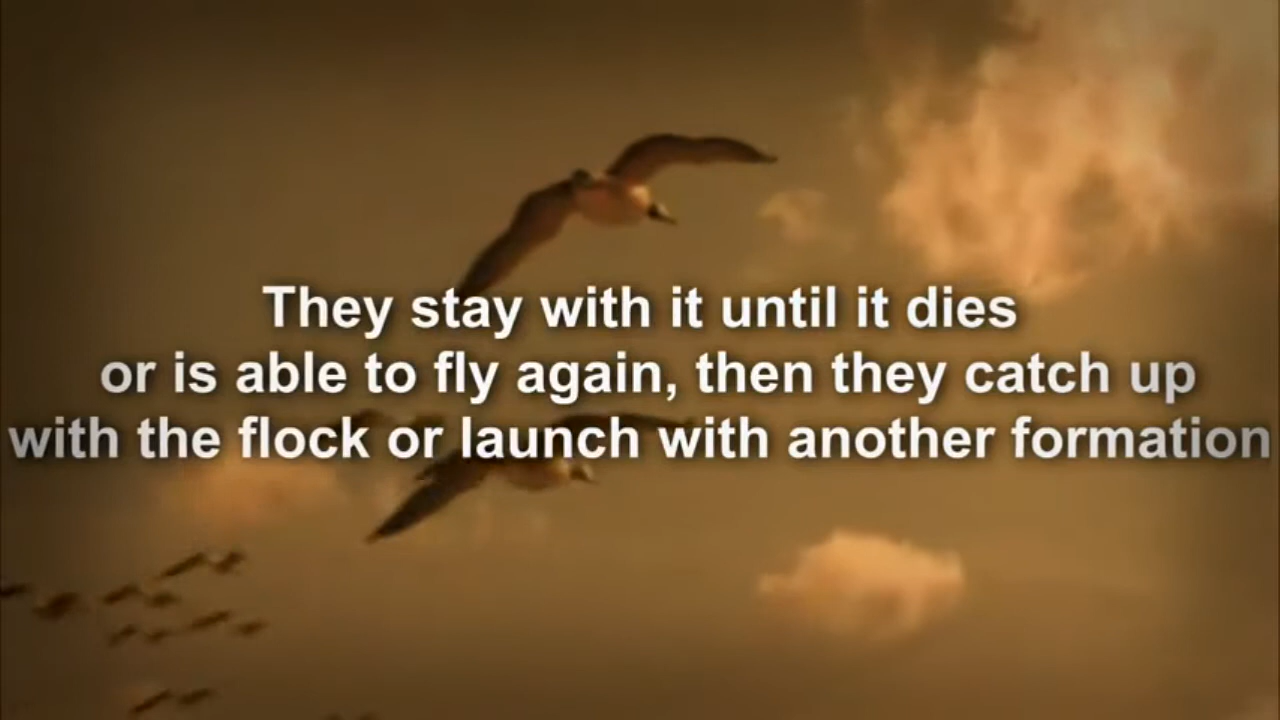 They stay with it until it dies
or is able to fly again, then they catch up
with the flock or launch with another formation